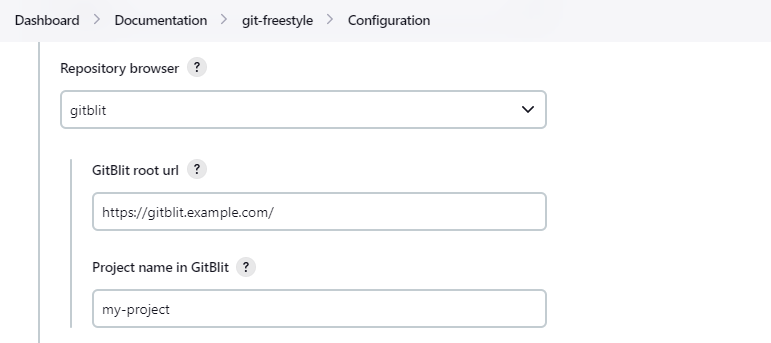 Dashboard > Documentation > git-freestyle > Configuration
Repository browser ?
gitblit
GitBlit root url ?
https://gitblit.example.com/
Project name in GitBlit ?
my-project